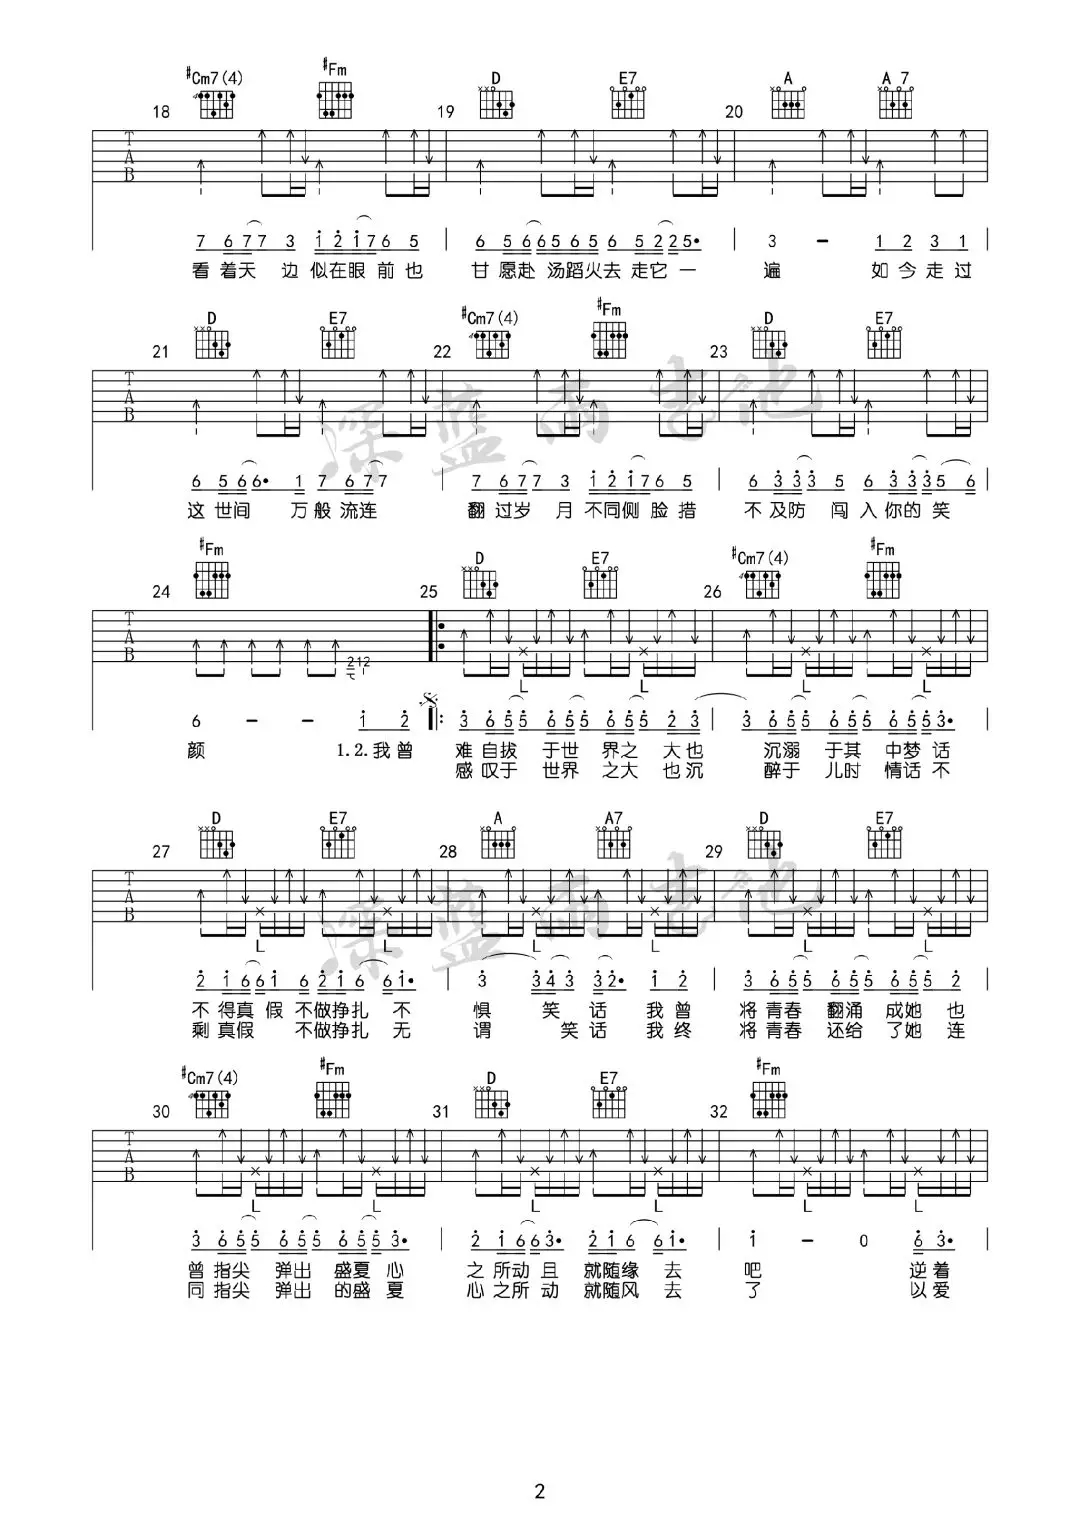 #Cm7(4) #Fm D E7 A A 7
18 19 20
T A B
7 6 7 7 3 1 2 1 7 6 5 6 5 6 6 5 6 5 6 5 2 2 5• 3 – 1 2 3 1
看着天 边 似在眼 前 也 甘 愿赴 汤蹈火去 走它 一 遍 如今走过
D E7 #Cm7(4) #Fm D E7
21 22 23
T A B
6 5 6 6• 1 7 6 7 7 7 6 7 7 3 1 2 1 7 6 5 6 3 3 3 5 6 3 3 3 5 6
这 世间 万般 流连 翻过岁 月 不同侧 脸 措 不 及防 闯 入 你的 笑
#Fm D E7 #Cm7(4) #Fm
24 25 26
T A B
212
L L L L
6 – – 1 2 3 6 5 5 6 5 5 6 5 5 2 3 3 6 5 5 6 5 5 6 5 3•
颜 1.2.我曾 难 自拔 于世 界之 大也 沉溺 于其 中梦 话
感叹于 世界 之大 也沉 醉于 儿时 情话 不
D E7 A A7 D E7
27 28 29
T A B
L L L L L L
2 1 6 6 1 2 1 6 6 1• 3 3 4 3 3 2• 1 2 3 6 5 5 6 5 5 6 5 5 1 2
不 得真 假 不做挣扎 不 惧 笑 话 我曾 将 青春 翻涌 成她 也
剩 真假 不做挣扎 无 谓 笑 话 我终 将 青春 还给 了她 连
#Cm7(4) #Fm D E7 #Fm
30 31 32
T A B
L L L L L L
3 6 5 5 6 5 5 6 5 5 3• 2 1 6 6 3• 2 1 6 6 1• 1 – 0 6 3•
曾 指尖 弹出 盛夏 心 之 所动 且 就随缘 去 吧 逆着
同 指尖 弹出 的盛 夏 心 之所 动 就随风 去 了 以爱
深蓝雨吉他
深蓝雨吉他
2